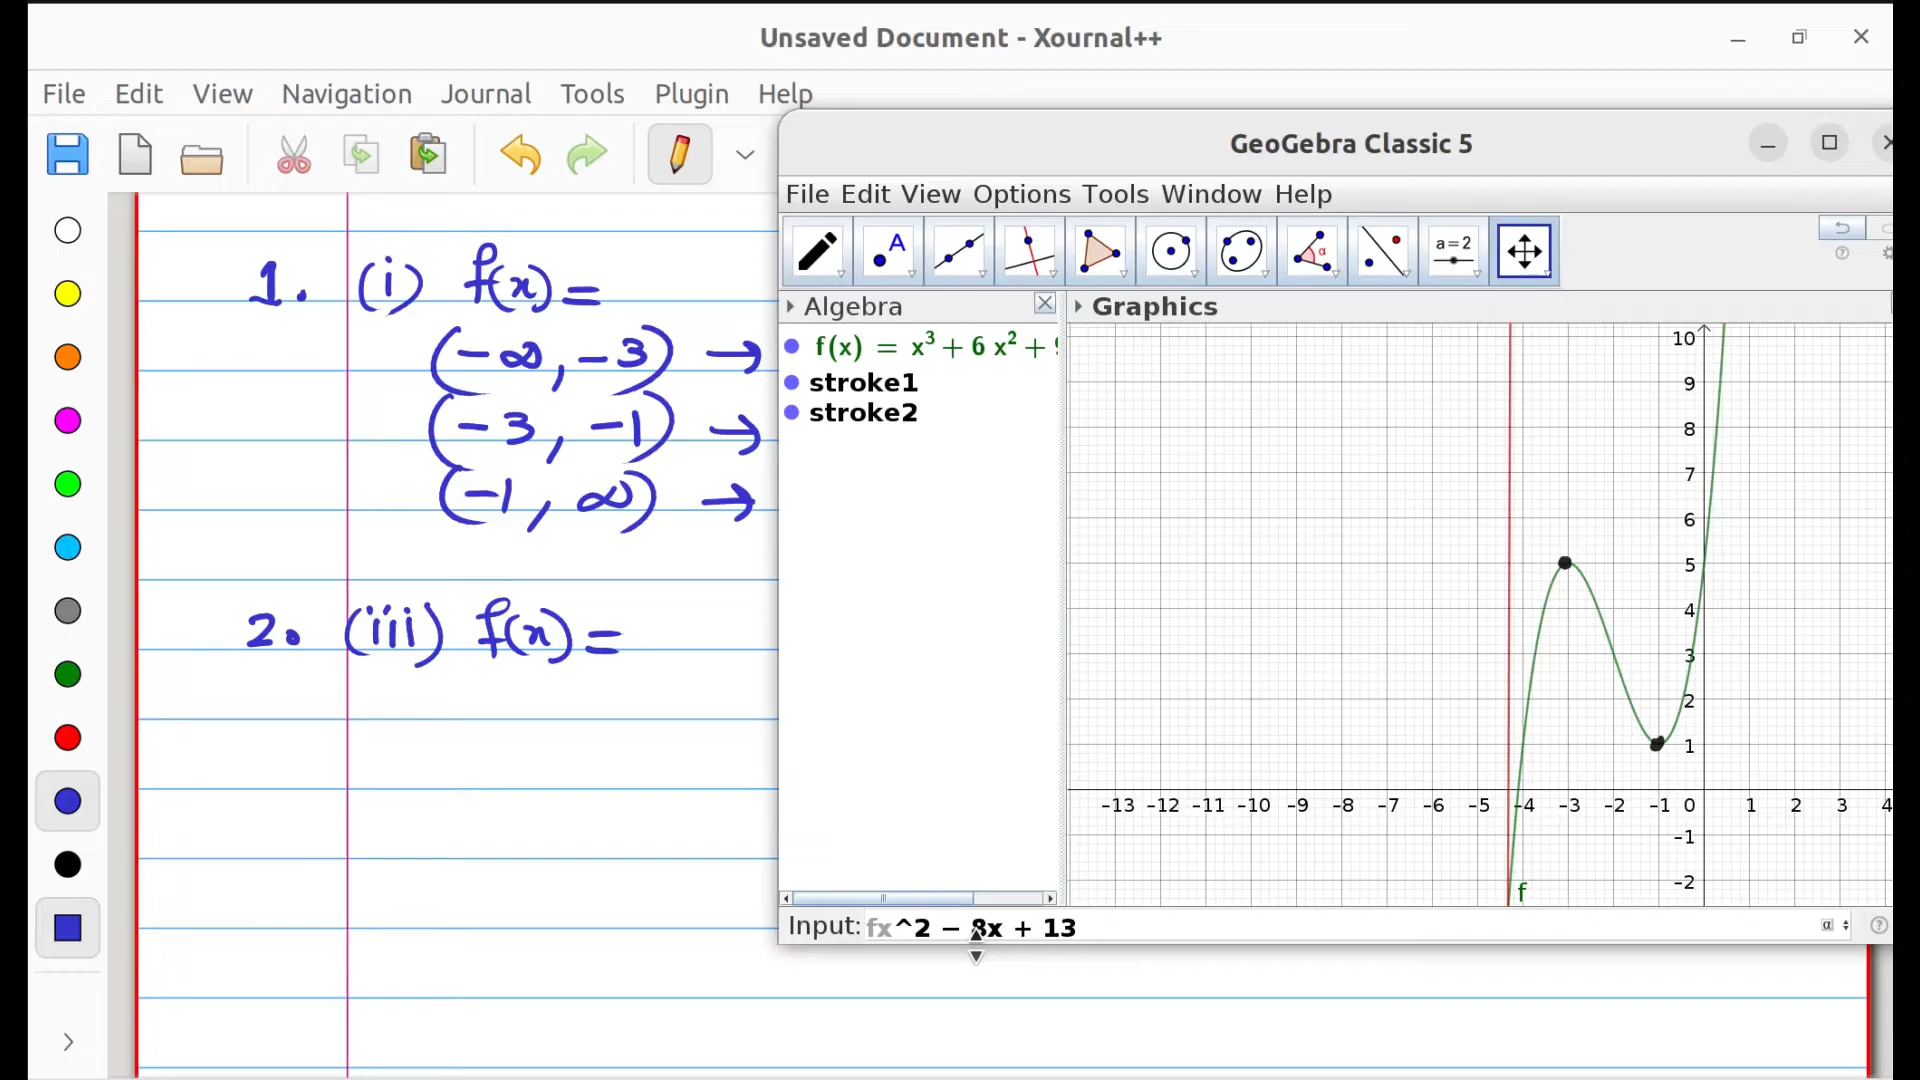 Unsaved Document - Xournal++
File Edit View Navigation Journal Tools Plugin Help
GeoGebra Classic 5
File Edit View Options Tools Window Help
A
α
a = 2
Algebra
Graphics
f(x) = x³ + 6 x² + 9
stroke1
stroke2
1. (i) f(x) =
(-∞, -3) →
(-3, -1) →
(-1, ∞) →
2. (iii) f(x) =
10
9
8
7
6
5
4
3
2
1
-13 -12 -11 -10 -9 -8 -7 -6 -5 -4 -3 -2 -1 0 1 2 3 4
-1
-2
f
Input: fx^2 − 8x + 13
α